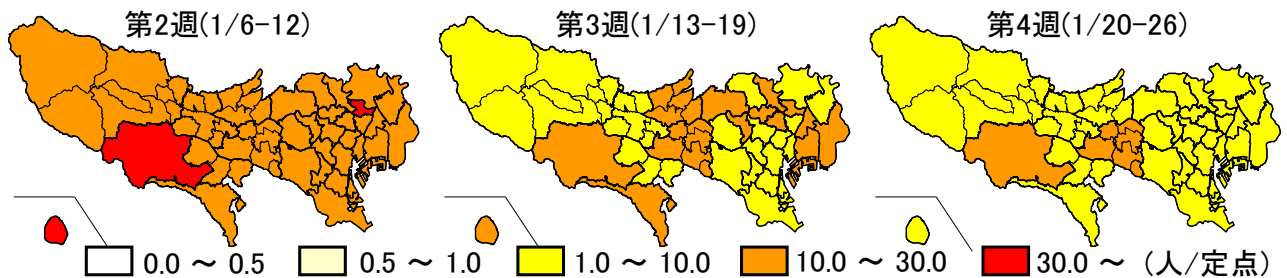 第2週(1/6-12) 第3週(1/13-19) 第4週(1/20-26)
0.0 ～ 0.5 0.5 ～ 1.0 1.0 ～ 10.0 10.0 ～ 30.0 30.0 ～ (人/定点)